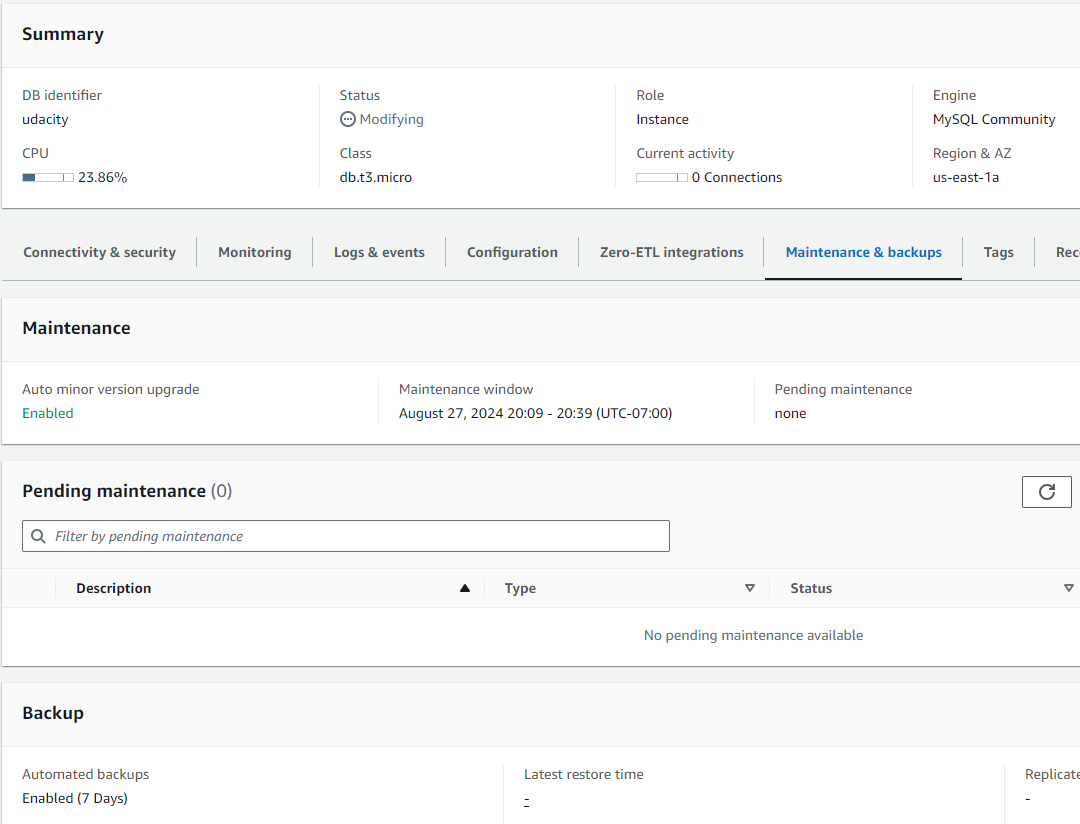 Summary
DB identifier
udacity
Status
Modifying
Role
Instance
Engine
MySQL Community
CPU
23.86%
Class
db.t3.micro
Current activity
0 Connections
Region & AZ
us-east-1a
Connectivity & security
Monitoring
Logs & events
Configuration
Zero-ETL integrations
Maintenance & backups
Tags
Rec
Maintenance
Auto minor version upgrade
Enabled
Maintenance window
August 27, 2024 20:09 - 20:39 (UTC-07:00)
Pending maintenance
none
Pending maintenance (0)
Filter by pending maintenance
Description
Type
Status
No pending maintenance available
Backup
Automated backups
Enabled (7 Days)
Latest restore time
-
Replicate
-